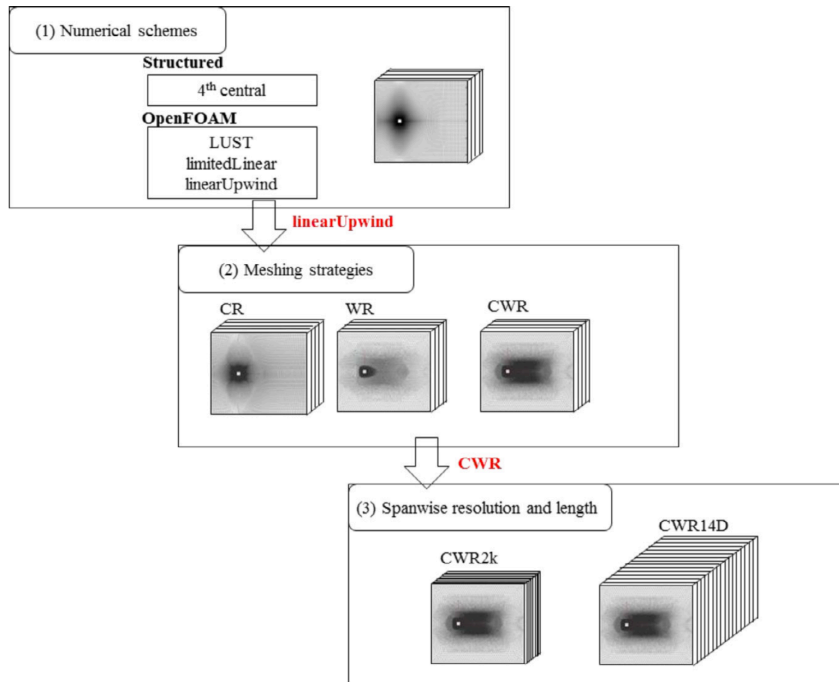 (1) Numerical schemes
Structured
4th central
OpenFOAM
LUST
limitedLinear
linearUpwind
linearUpwind
(2) Meshing strategies
CR
WR
CWR
CWR
(3) Spanwise resolution and length
CWR2k
CWR14D